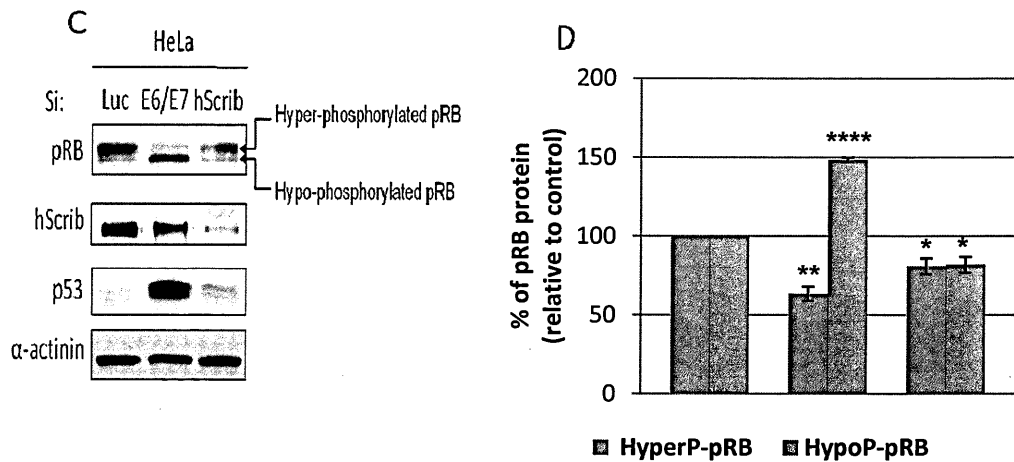 C
HeLa
Si: Luc E6/E7 hScrib
pRB
Hyper-phosphorylated pRB
Hypo-phosphorylated pRB
hScrib
p53
α-actinin
D
% of pRB protein
(relative to control)
200
150
100
50
0
**
****
*
*
HyperP-pRB
HypoP-pRB